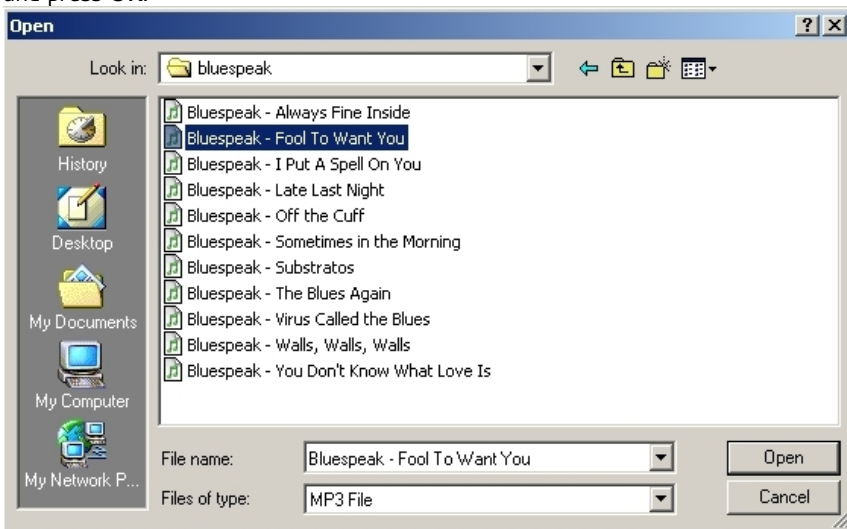 Open
Look in: bluespeak
History
Desktop
My Documents
My Computer
My Network P...
Bluespeak - Always Fine Inside
Bluespeak - Fool To Want You
Bluespeak - I Put A Spell On You
Bluespeak - Late Last Night
Bluespeak - Off the Cuff
Bluespeak - Sometimes in the Morning
Bluespeak - Substratos
Bluespeak - The Blues Again
Bluespeak - Virus Called the Blues
Bluespeak - Walls, Walls, Walls
Bluespeak - You Don't Know What Love Is
File name: Bluespeak - Fool To Want You Open
Files of type: MP3 File Cancel